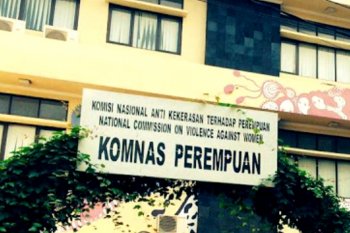 KOMISI NASIONAL ANTI KEKERASAN TERHADAP PEREMPUAN
NATIONAL COMMISSION ON VIOLENCE AGAINST WOMEN
KOMNAS PEREMPUAN